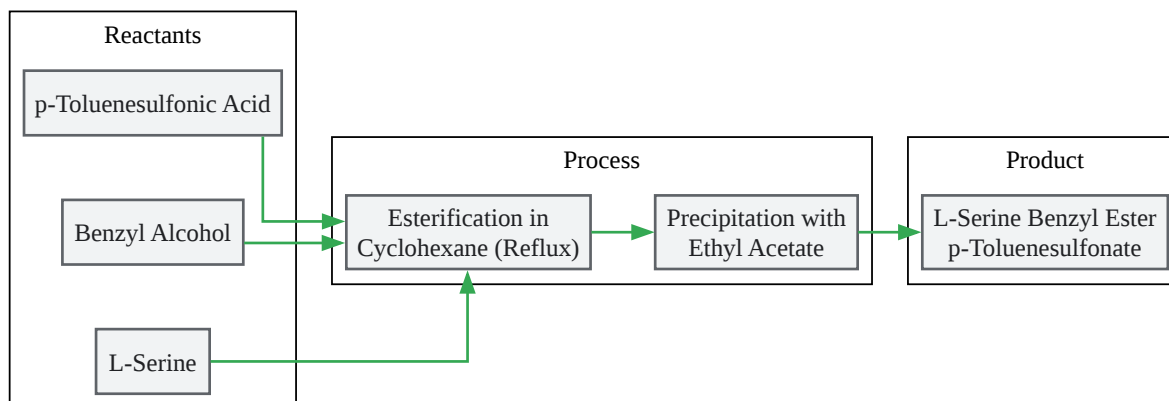 Reactants
p-Toluenesulfonic Acid
Benzyl Alcohol
L-Serine
Process
Esterification in
Cyclohexane (Reflux)
Precipitation with
Ethyl Acetate
Product
L-Serine Benzyl Ester
p-Toluenesulfonate